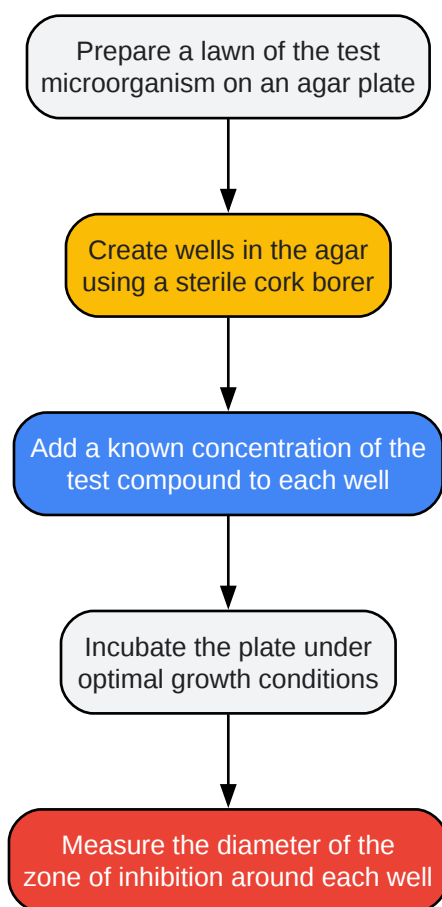 Prepare a lawn of the test
microorganism on an agar plate
Create wells in the agar
using a sterile cork borer
Add a known concentration of the
test compound to each well
Incubate the plate under
optimal growth conditions
Measure the diameter of the
zone of inhibition around each well